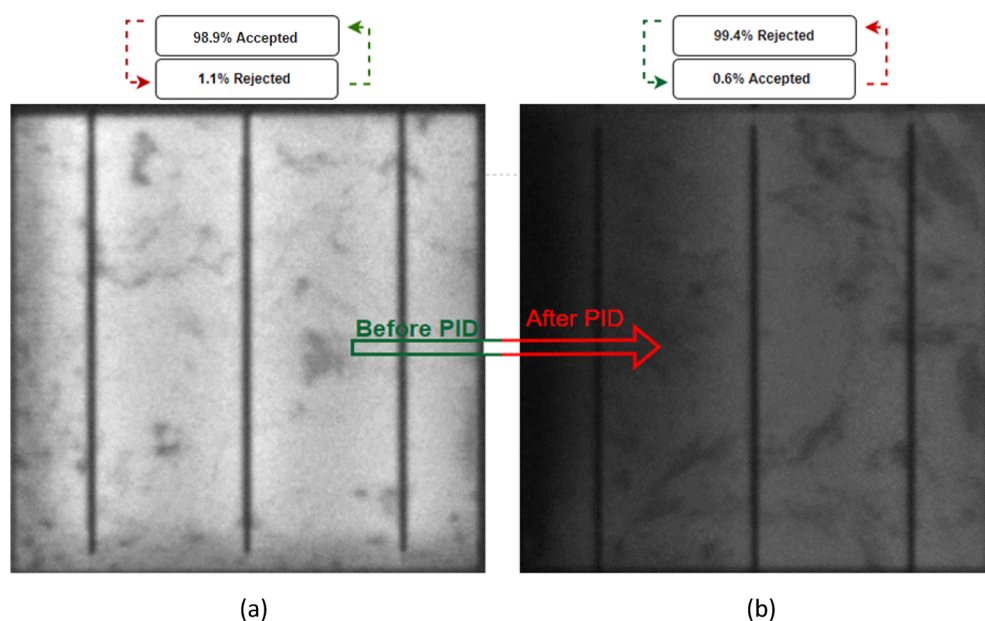 98.9% Accepted
1.1% Rejected
99.4% Rejected
0.6% Accepted
Before PID
After PID
(a)
(b)